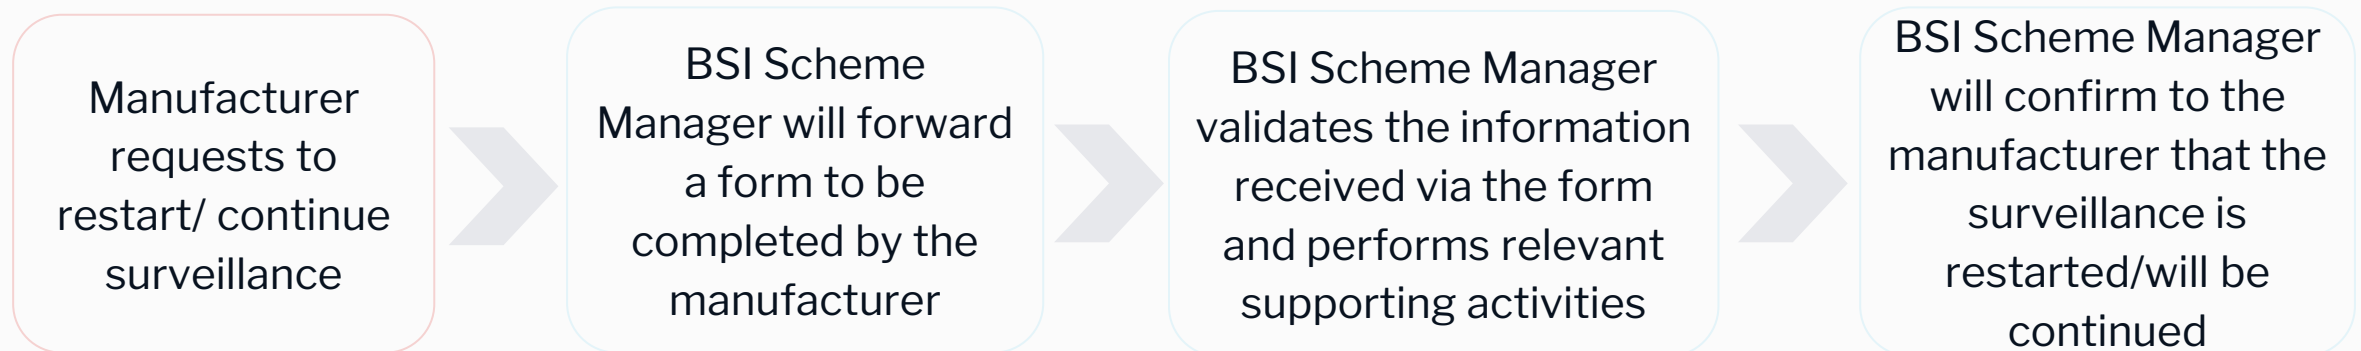 Manufacturer
requests to
restart/ continue
surveillance
BSI Scheme
Manager will forward
a form to be
completed by the
manufacturer
BSI Scheme Manager
validates the information
received via the form
and performs relevant
supporting activities
BSI Scheme Manager
will confirm to the
manufacturer that the
surveillance is
restarted/will be
continued